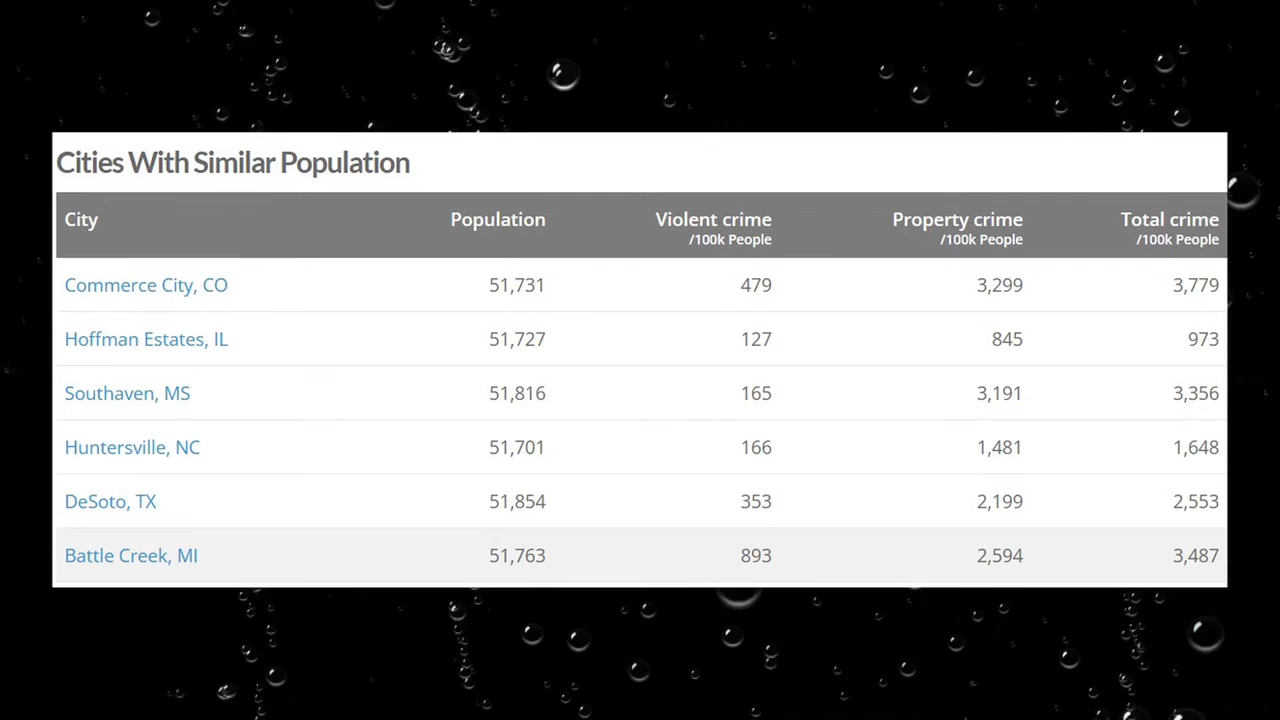 Cities With Similar Population
City Population Violent crime Property crime Total crime
/100k People /100k People /100k People
Commerce City, CO 51,731 479 3,299 3,779
Hoffman Estates, IL 51,727 127 845 973
Southaven, MS 51,816 165 3,191 3,356
Huntersville, NC 51,701 166 1,481 1,648
DeSoto, TX 51,854 353 2,199 2,553
Battle Creek, MI 51,763 893 2,594 3,487